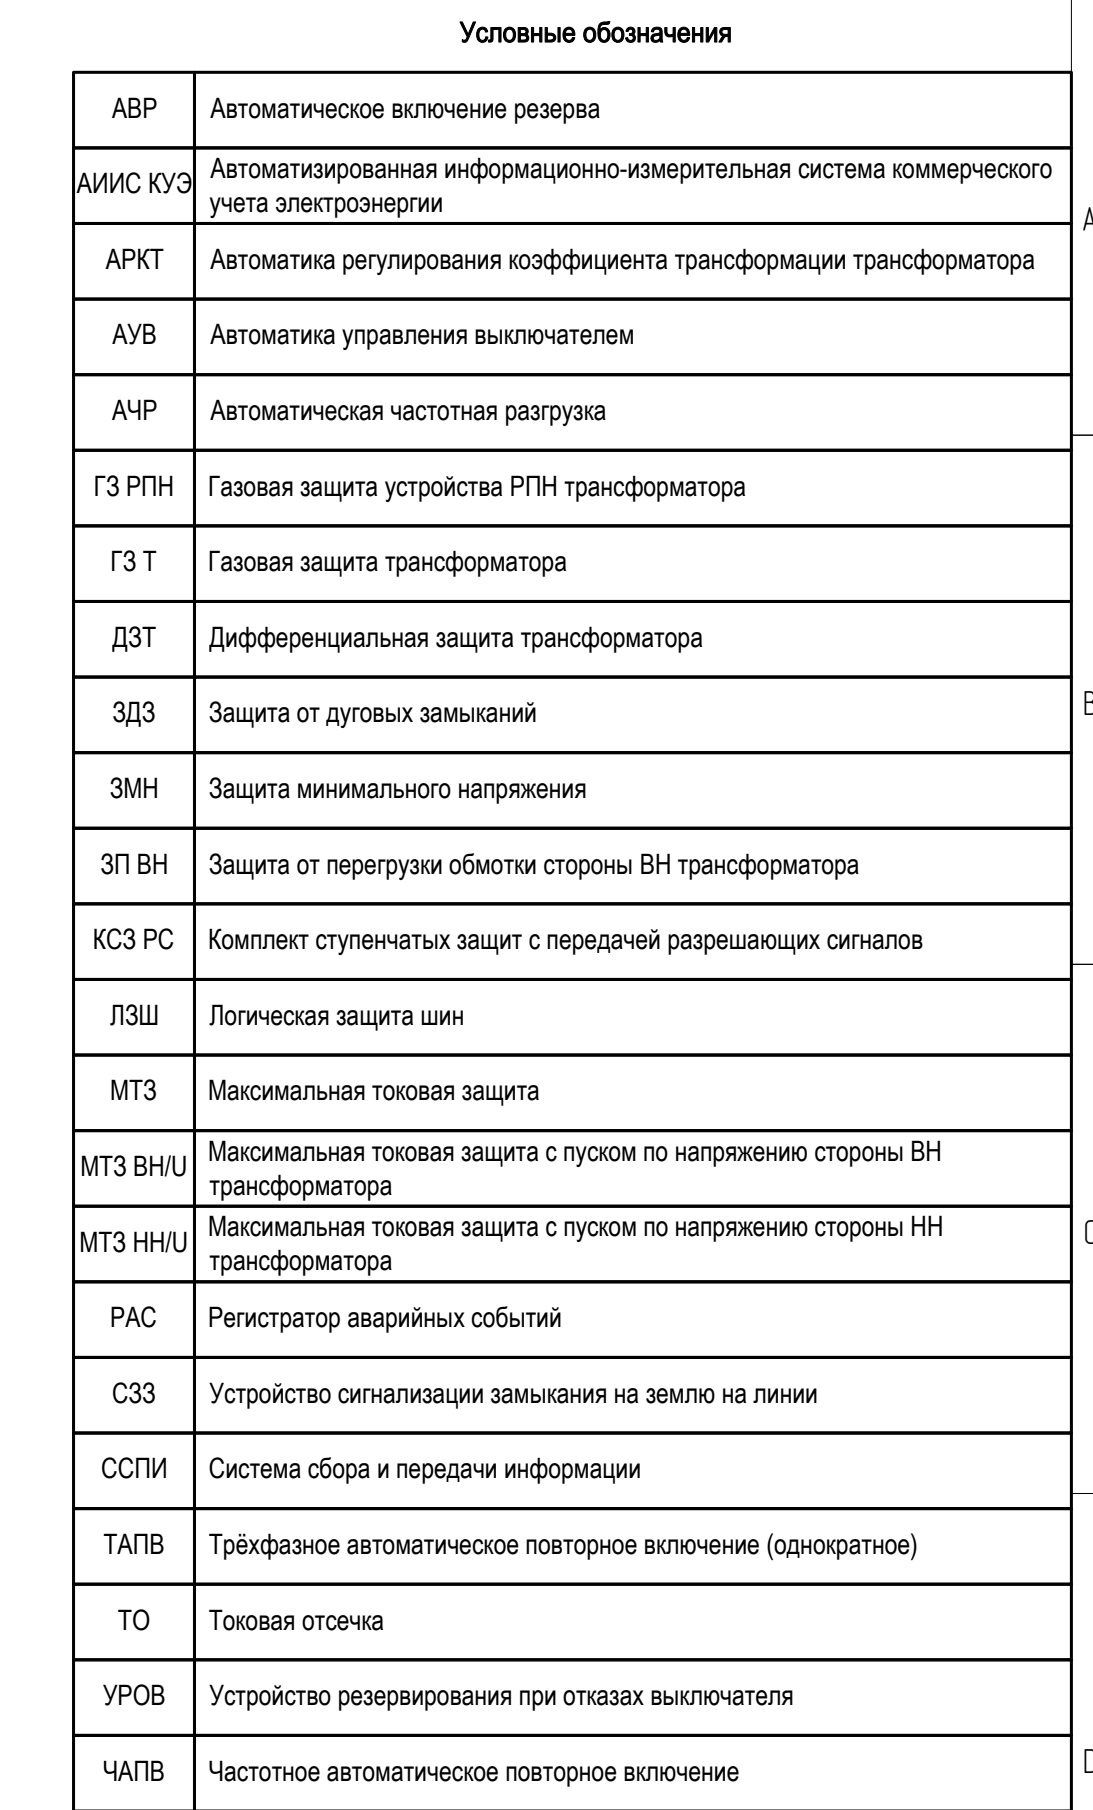 Условные обозначения
АВР Автоматическое включение резерва
АИИС КУЭ Автоматизированная информационно-измерительная система коммерческого
учета электроэнергии
АРКТ Автоматика регулирования коэффициента трансформации трансформатора
АУВ Автоматика управления выключателем
АЧР Автоматическая частотная разгрузка
ГЗ РПН Газовая защита устройства РПН трансформатора
ГЗ Т Газовая защита трансформатора
ДЗТ Дифференциальная защита трансформатора
ЗДЗ Защита от дуговых замыканий
ЗМН Защита минимального напряжения
ЗП ВН Защита от перегрузки обмотки стороны ВН трансформатора
КСЗ РС Комплект ступенчатых защит с передачей разрешающих сигналов
ЛЗШ Логическая защита шин
МТЗ Максимальная токовая защита
МТЗ ВН/U Максимальная токовая защита с пуском по напряжению стороны ВН
трансформатора
МТЗ НН/U Максимальная токовая защита с пуском по напряжению стороны НН
трансформатора
РАС Регистратор аварийных событий
СЗЗ Устройство сигнализации замыкания на землю на линии
ССПИ Система сбора и передачи информации
ТАПВ Трёхфазное автоматическое повторное включение (однократное)
ТО Токовая отсечка
УРОВ Устройство резервирования при отказах выключателя
ЧАПВ Частотное автоматическое повторное включение